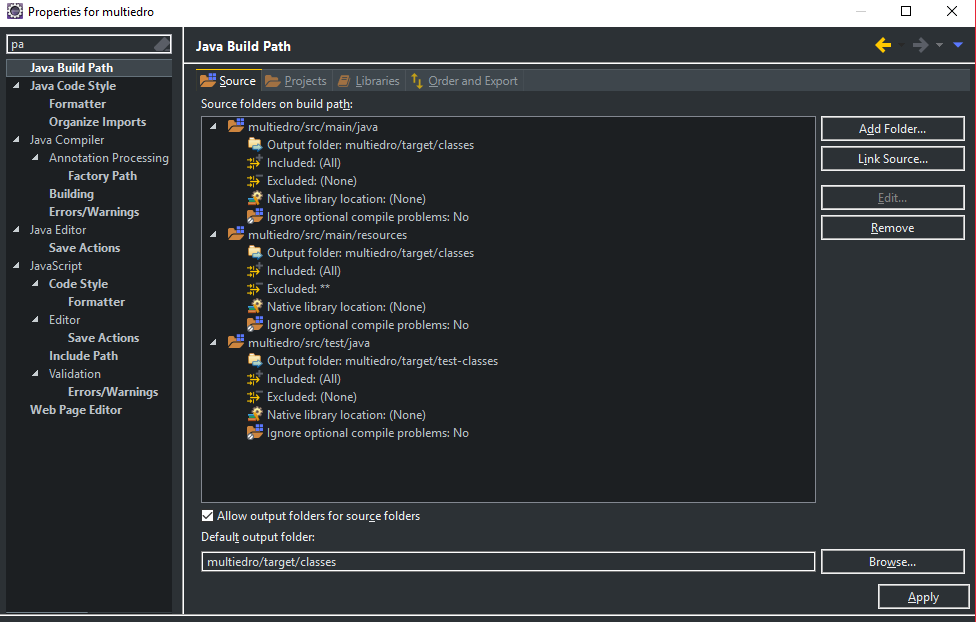 Properties for multiedro
pa
Java Build Path
Java Code Style
Formatter
Organize Imports
Java Compiler
Annotation Processing
Factory Path
Building
Errors/Warnings
Java Editor
Save Actions
JavaScript
Code Style
Formatter
Editor
Save Actions
Include Path
Validation
Errors/Warnings
Web Page Editor
Java Build Path
Source Projects Libraries Order and Export
Source folders on build path:
multiedro/src/main/java
Output folder: multiedro/target/classes
Included: (All)
Excluded: (None)
Native library location: (None)
Ignore optional compile problems: No
multiedro/src/main/resources
Output folder: multiedro/target/classes
Included: (All)
Excluded: **
Native library location: (None)
Ignore optional compile problems: No
multiedro/src/test/java
Output folder: multiedro/target/test-classes
Included: (All)
Excluded: (None)
Native library location: (None)
Ignore optional compile problems: No
Add Folder...
Link Source...
Edit...
Remove
Allow output folders for source folders
Default output folder:
multiedro/target/classes
Browse...
Apply